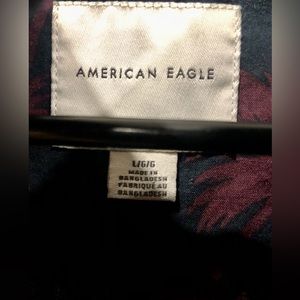 AMERICAN EAGLE
L/G/G
MADE IN
BANGLADESH
FABRIQUÉ AU
BANGLADESH